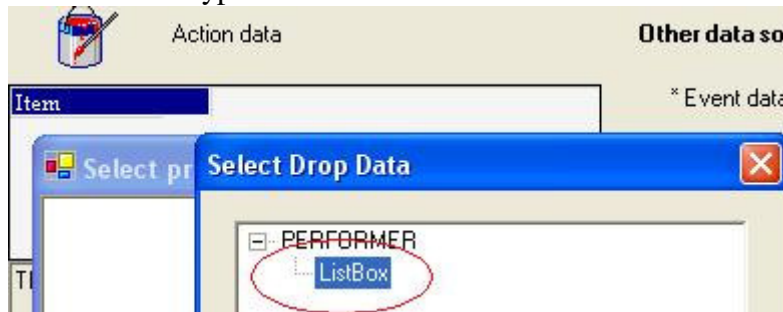 Action data
Other data so
Item
* Event data
Select pr
Select Drop Data
PERFORMER
ListBox